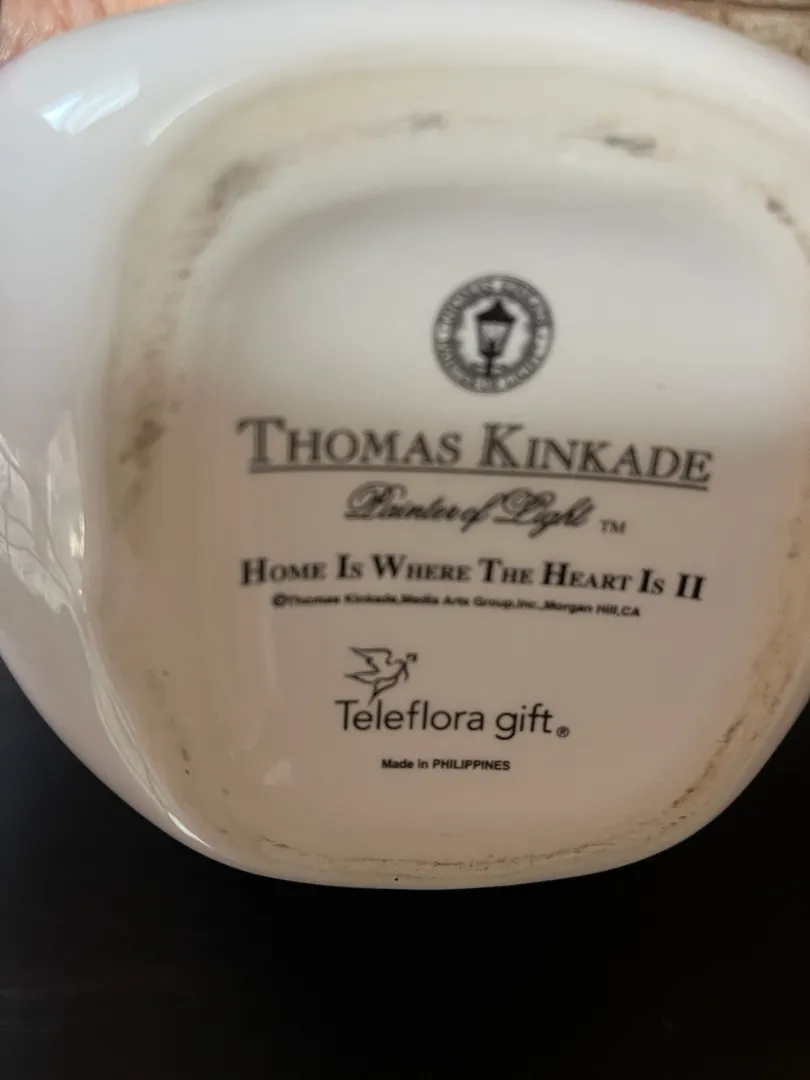 THOMAS KINKADE
Painter of Light ™
HOME IS WHERE THE HEART IS II
©Thomas Kinkade,Media Arts Group,Inc.,Morgan Hill,CA
Teleflora gift®
Made in PHILIPPINES